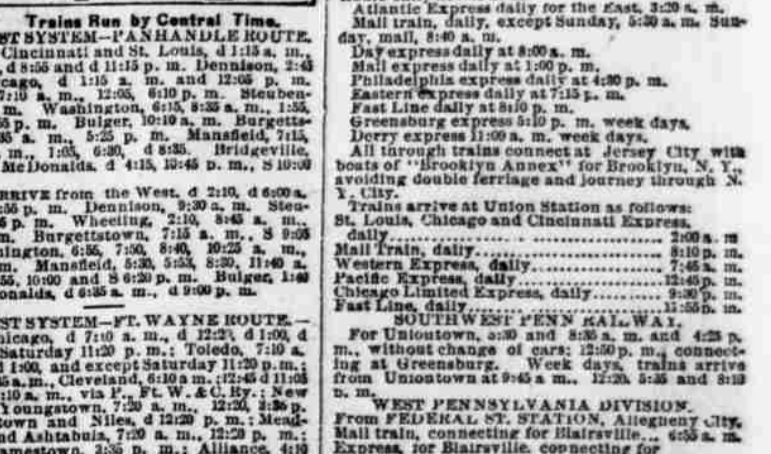 Trains Run by Central Time.
ST SYSTEM—PANHANDLE ROUTE.
Cincinnati and St. Louis, d 1:15 a. m.,
d 8:55 and d 11:15 p. m. Dennison, 2:45
cago, d 1:15 a. m. and 12:05 p. m.
7:10 a. m., 12:05, 6:10 p. m. Steuben-
m. Washington, 6:15, 8:35 a. m., 1:55,
p. m. Bulger, 10:10 a. m. Burgetts-
a. m., 5:25 p. m. Mansfield, 7:15,
m., 1:05, 6:30, d 8:35. Bridgeville,
McDonalds, d 4:15, 10:45 p. m., S 10:00
RRIVE from the West, d 2:10, d 6:00 a.
:55 p. m. Dennison, 9:30 a. m. Steu-
p. m. Wheeling, 2:10, 8:45 a. m.,
m. Burgettstown, 7:15 a. m., S 9:05
ington, 6:55, 7:50, 8:40, 10:25 a. m.,
m. Mansfield, 5:30, 5:53, 8:30, 11:40 a.
55, 10:00 and S 6:20 p. m. Bulger, 1:40
onalds, d 6:35 a. m., d 9:00 p. m.
ST SYSTEM—FT. WAYNE ROUTE.—
hicago, d 7:10 a. m., d 12:20, d 1:00, d
Saturday 11:20 p. m.; Toledo, 7:10 a.
d 1:00, and except Saturday 11:20 p. m.;
a. m., Cleveland, 6:10 a m.; 12:45 d 11:05
:10 a. m., via P., Ft. W. & C. Ry.; New
Youngstown, 7:20 a. m., 12:20, 3:35 p.
town and Niles, d 12:20 p. m.; Mead-
nd Ashtabula, 7:20 a. m., 12:20 p. m.;
amestown, 3:35 p. m.; Alliance, 4:10
Atlantic Express daily for the East, 3:20 a. m.
Mail train, daily, except Sunday, 5:30 a. m. Sun-
day, mail, 8:40 a. m.
Day express daily at 8:00 a. m.
Mail express daily at 1:00 p. m.
Philadelphia express daily at 4:30 p. m.
Eastern express daily at 7:15 p. m.
Fast Line daily at 8:10 p. m.
Greensburg express 5:10 p. m. week days.
Derry express 11:00 a. m. week days.
All through trains connect at Jersey City with
boats of "Brooklyn Annex" for Brooklyn, N. Y.,
avoiding double ferriage and journey through N.
Y. City.
Trains arrive at Union Station as follows:
St. Louis, Chicago and Cincinnati Express,
daily.................... 2:00 a. m
Mail Train, daily.................... 8:10 p. m.
Western Express, daily.................... 7:45 a. m.
Pacific Express, daily.................... 12:45 p. m.
Chicago Limited Express, daily.................... 9:30 p. m.
Fast Line, daily.................... 11:55 p. m.
SOUTHWEST PENN RAILWAY.
For Uniontown, 5:30 and 8:35 a. m. and 4:25 p.
m., without change of cars; 12:50 p. m., connect-
ing at Greensburg. Week days, trains arrive
from Uniontown at 9:45 a m., 12:20, 5:35 and 8:10
p. m.
WEST PENNSYLVANIA DIVISION.
From FEDERAL ST. STATION, Allegheny City.
Mail train, connecting for Blairsville... 6:55 a. m.
Express, for Blairsville, connecting for